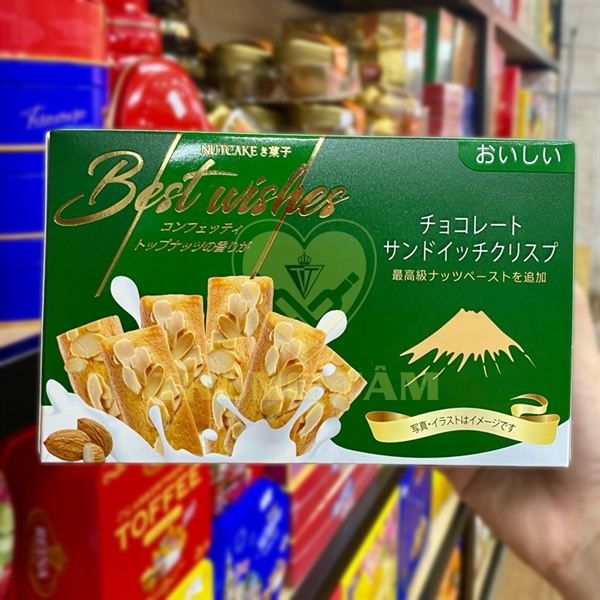 NUTCAKE き菓子
おいしい
Best wishes
コンフェッティ
トップナッツの香りが
チョコレート
サンドイッチクリスプ
最高級ナッツペーストを追加
写真・イラストはイメージです
TOFFEE